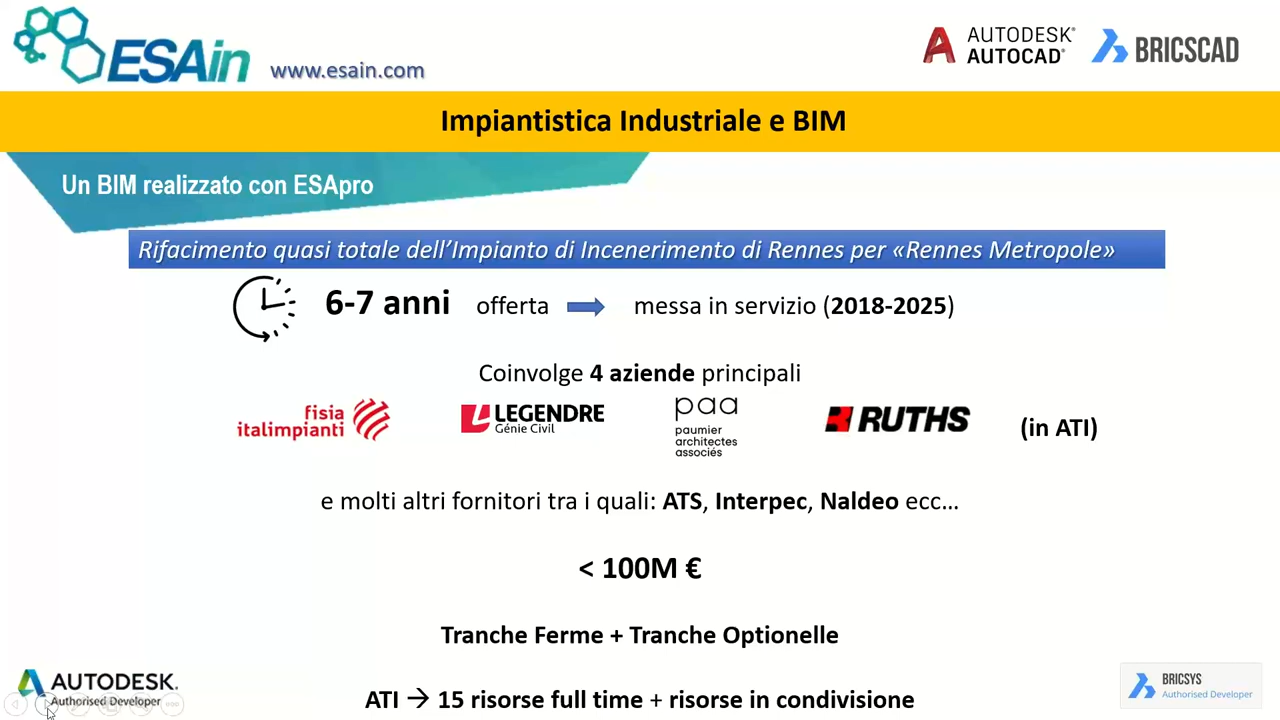 ESAin
www.esain.com
AUTODESK®
AUTOCAD®
BRICSCAD
Impiantistica Industriale e BIM
Un BIM realizzato con ESApro
Rifacimento quasi totale dell'Impianto di Incenerimento di Rennes per «Rennes Metropole»
6-7 anni offerta messa in servizio (2018-2025)
Coinvolge 4 aziende principali
fisia
italimpianti
LEGENDRE
Génie Civil
paa
paumier
architectes
associés
RUTHS
(in ATI)
e molti altri fornitori tra i quali: ATS, Interpec, Naldeo ecc...
< 100M €
Tranche Ferme + Tranche Optionelle
ATI → 15 risorse full time + risorse in condivisione
AUTODESK.
Authorised Developer
BRICSYS
Authorised Developer